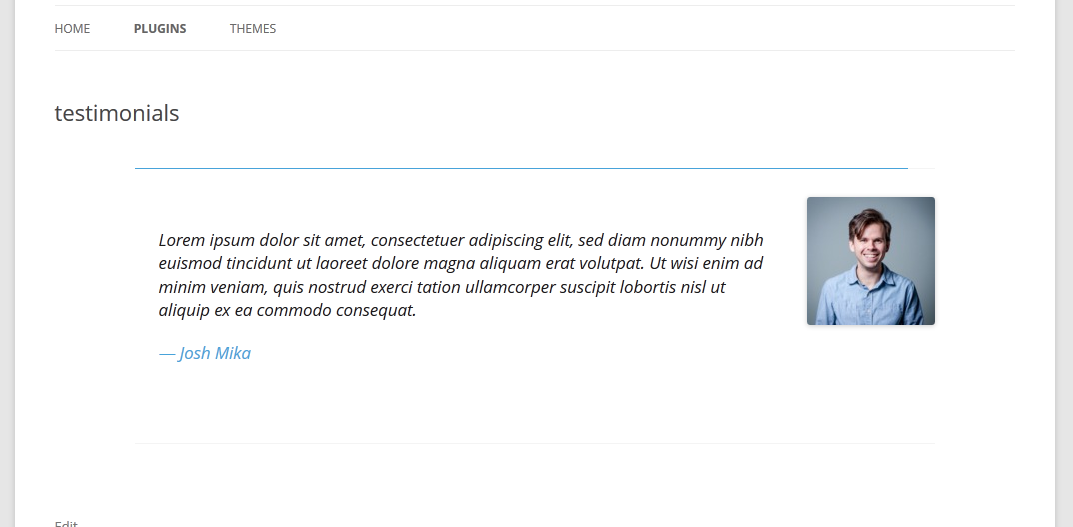 HOME PLUGINS THEMES
testimonials
Lorem ipsum dolor sit amet, consectetuer adipiscing elit, sed diam nonummy nibh
euismod tincidunt ut laoreet dolore magna aliquam erat volutpat. Ut wisi enim ad
minim veniam, quis nostrud exerci tation ullamcorper suscipit lobortis nisl ut
aliquip ex ea commodo consequat.
— Josh Mika
Edit